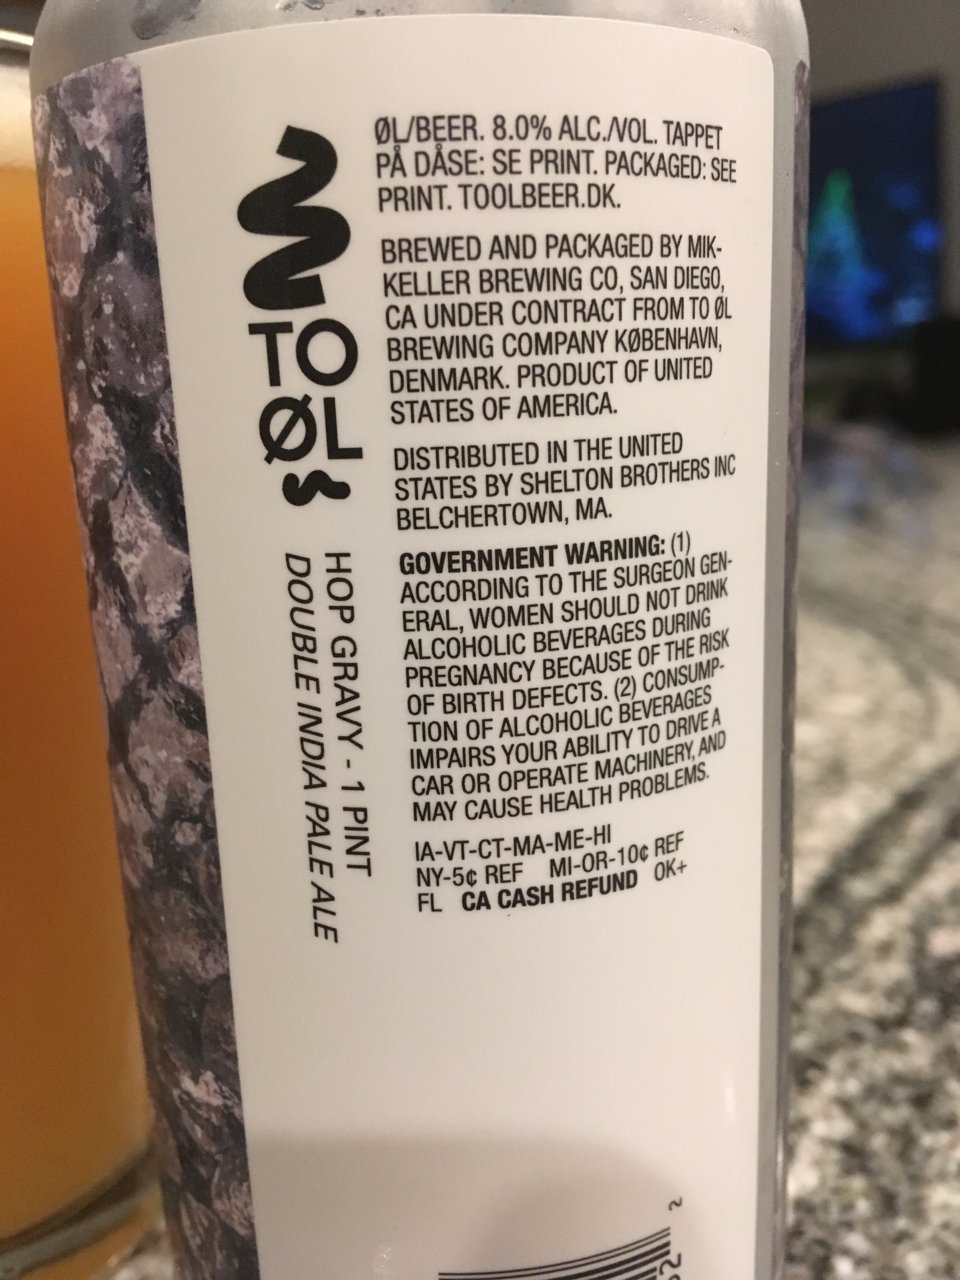 TO
ØL
HOP GRAVY - 1 PINT
DOUBLE INDIA PALE ALE
ØL/BEER. 8.0% ALC./VOL. TAPPET
PÅ DÅSE: SE PRINT. PACKAGED: SEE
PRINT. TOOLBEER.DK.
BREWED AND PACKAGED BY MIK-
KELLER BREWING CO, SAN DIEGO,
CA UNDER CONTRACT FROM TO ØL
BREWING COMPANY KØBENHAVN,
DENMARK. PRODUCT OF UNITED
STATES OF AMERICA.
DISTRIBUTED IN THE UNITED
STATES BY SHELTON BROTHERS INC
BELCHERTOWN, MA.
GOVERNMENT WARNING: (1)
ACCORDING TO THE SURGEON GEN-
ERAL, WOMEN SHOULD NOT DRINK
ALCOHOLIC BEVERAGES DURING
PREGNANCY BECAUSE OF THE RISK
OF BIRTH DEFECTS. (2) CONSUMP-
TION OF ALCOHOLIC BEVERAGES
IMPAIRS YOUR ABILITY TO DRIVE A
CAR OR OPERATE MACHINERY, AND
MAY CAUSE HEALTH PROBLEMS.
IA-VT-CT-MA-ME-HI
NY-5¢ REF MI-OR-10¢ REF
FL CA CASH REFUND OK+
2